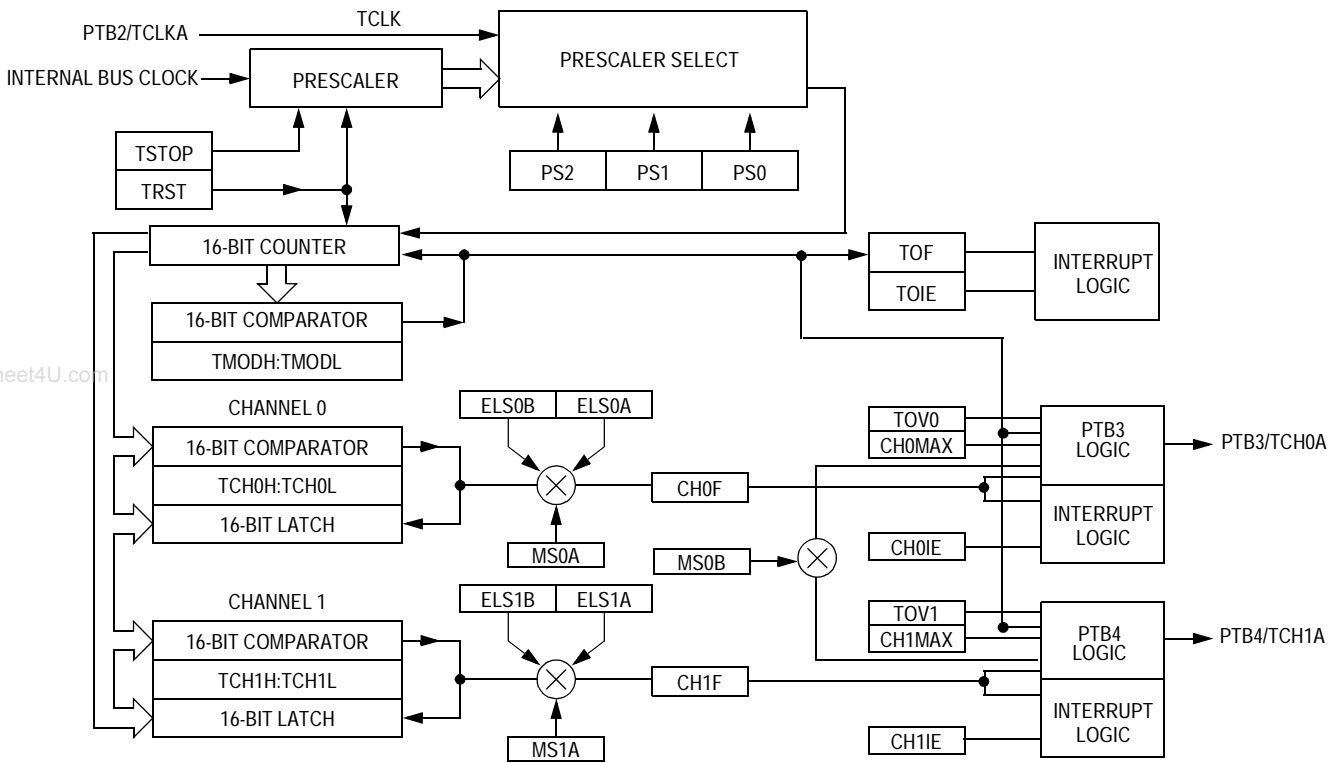 TCLK
PTB2/TCLKA
PRESCALER SELECT
INTERNAL BUS CLOCK
PRESCALER
TSTOP
TRST
PS2
PS1
PS0
16-BIT COUNTER
TOF
TOIE
INTERRUPT
LOGIC
16-BIT COMPARATOR
TMODH:TMODL
neet4U.com
CHANNEL 0
ELS0B
ELS0A
16-BIT COMPARATOR
TCH0H:TCH0L
16-BIT LATCH
MS0A
CH0F
TOV0
CH0MAX
PTB3
LOGIC
PTB3/TCH0A
INTERRUPT
LOGIC
CH0IE
MS0B
CHANNEL 1
ELS1B
ELS1A
16-BIT COMPARATOR
TCH1H:TCH1L
16-BIT LATCH
MS1A
CH1F
TOV1
CH1MAX
PTB4
LOGIC
PTB4/TCH1A
INTERRUPT
LOGIC
CH1IE